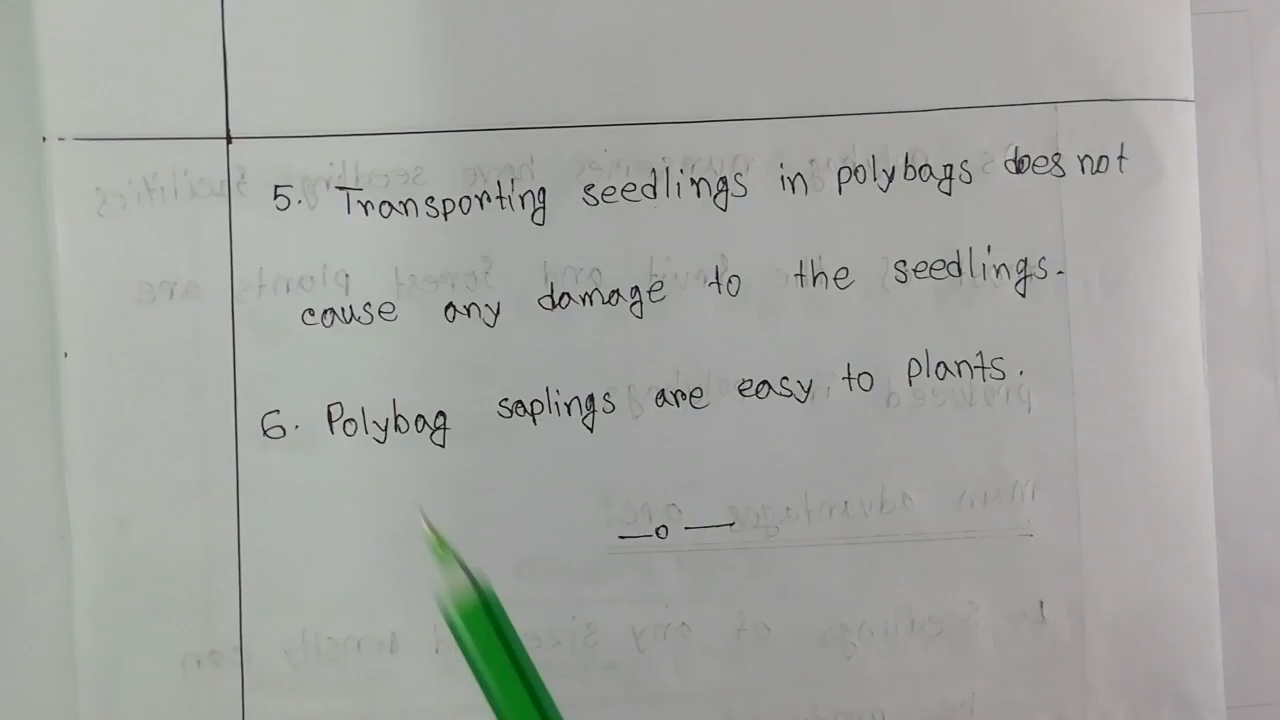 5. Transporting seedlings in polybags does not
cause any damage to the seedlings.
6. Polybag saplings are easy to plants.
—o—